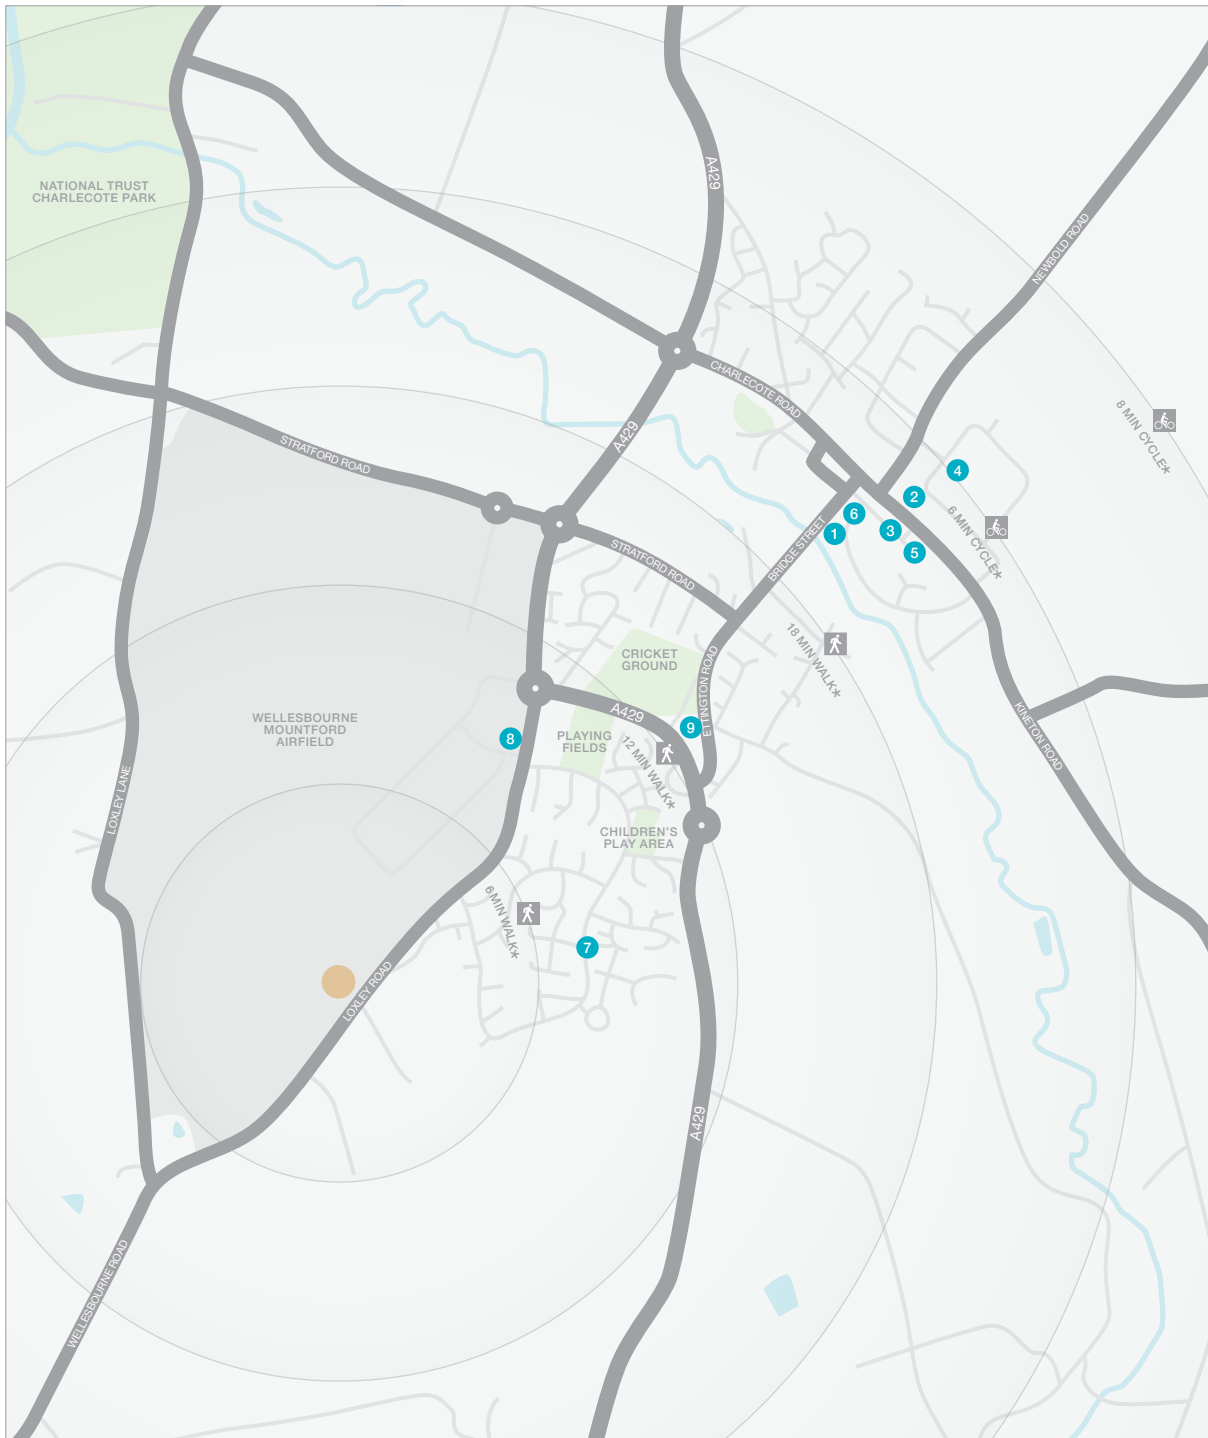 A429
NATIONAL TRUST
CHARLECOTE PARK
NEWBOLD ROAD
CHARLECOTE ROAD
A429
8 MIN CYCLE*
STRATFORD ROAD
4
2
6
3
1
5
6 MIN CYCLE*
BRIDGE STREET
STRATFORD ROAD
CRICKET
GROUND
18 MIN WALK*
ETTINGTON ROAD
A429
WELLESBOURNE
MOUNTFORD
AIRFIELD
9
8
PLAYING
FIELDS
12 MIN WALK*
KINETON ROAD
LOXLEY LANE
CHILDREN'S
PLAY AREA
6 MIN WALK*
7
LOXLEY ROAD
A429
WELLESBOURNE ROAD